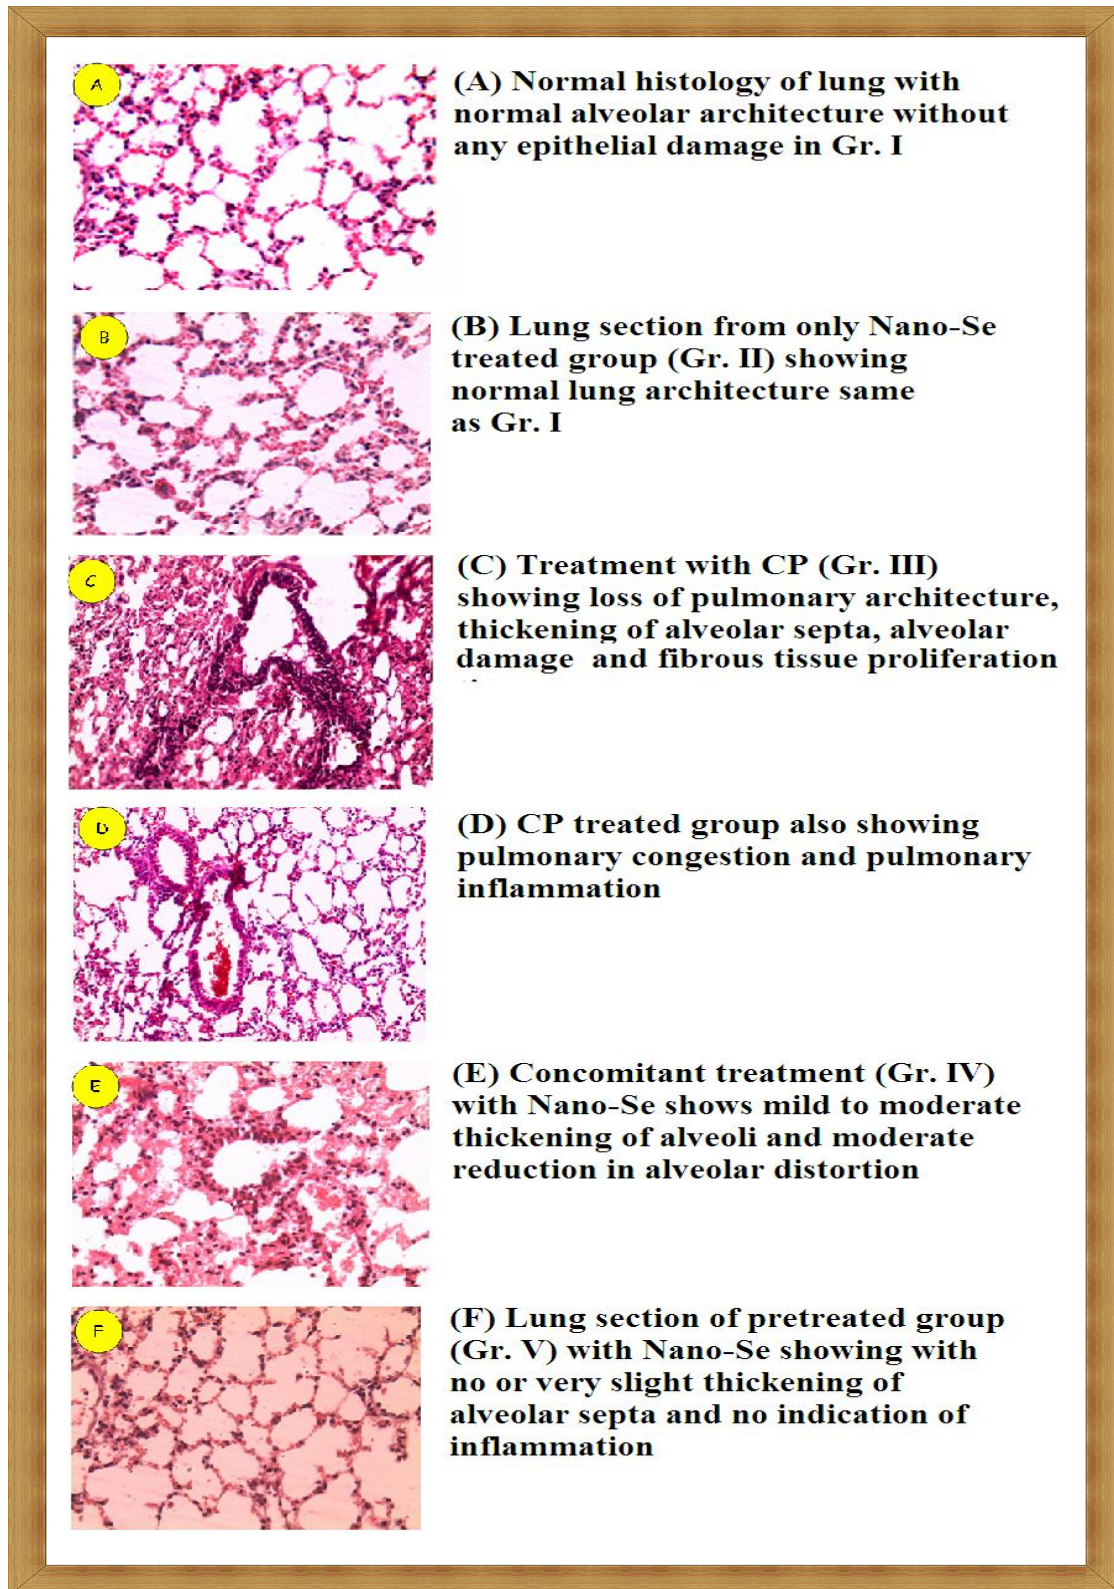 A
(A) Normal histology of lung with
normal alveolar architecture without
any epithelial damage in Gr. I
B
(B) Lung section from only Nano-Se
treated group (Gr. II) showing
normal lung architecture same
as Gr. I
C
(C) Treatment with CP (Gr. III)
showing loss of pulmonary architecture,
thickening of alveolar septa, alveolar
damage and fibrous tissue proliferation
D
(D) CP treated group also showing
pulmonary congestion and pulmonary
inflammation
E
(E) Concomitant treatment (Gr. IV)
with Nano-Se shows mild to moderate
thickening of alveoli and moderate
reduction in alveolar distortion
F
(F) Lung section of pretreated group
(Gr. V) with Nano-Se showing with
no or very slight thickening of
alveolar septa and no indication of
inflammation